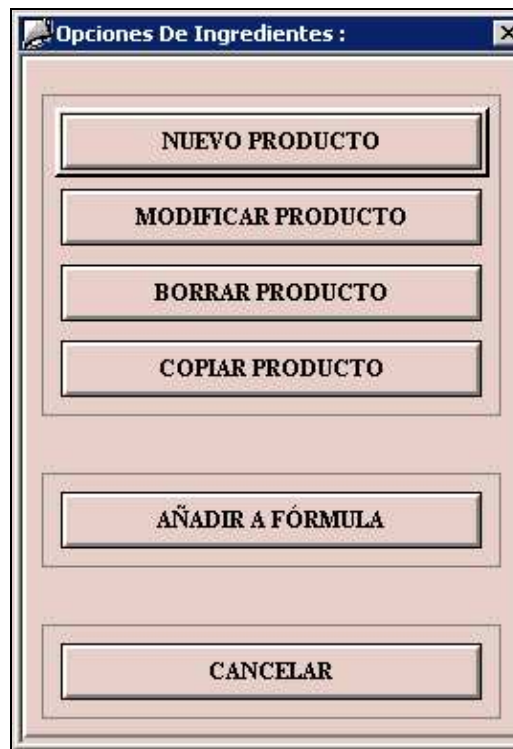 Opciones De Ingredientes :
NUEVO PRODUCTO
MODIFICAR PRODUCTO
BORRAR PRODUCTO
COPIAR PRODUCTO
AÑADIR A FÓRMULA
CANCELAR